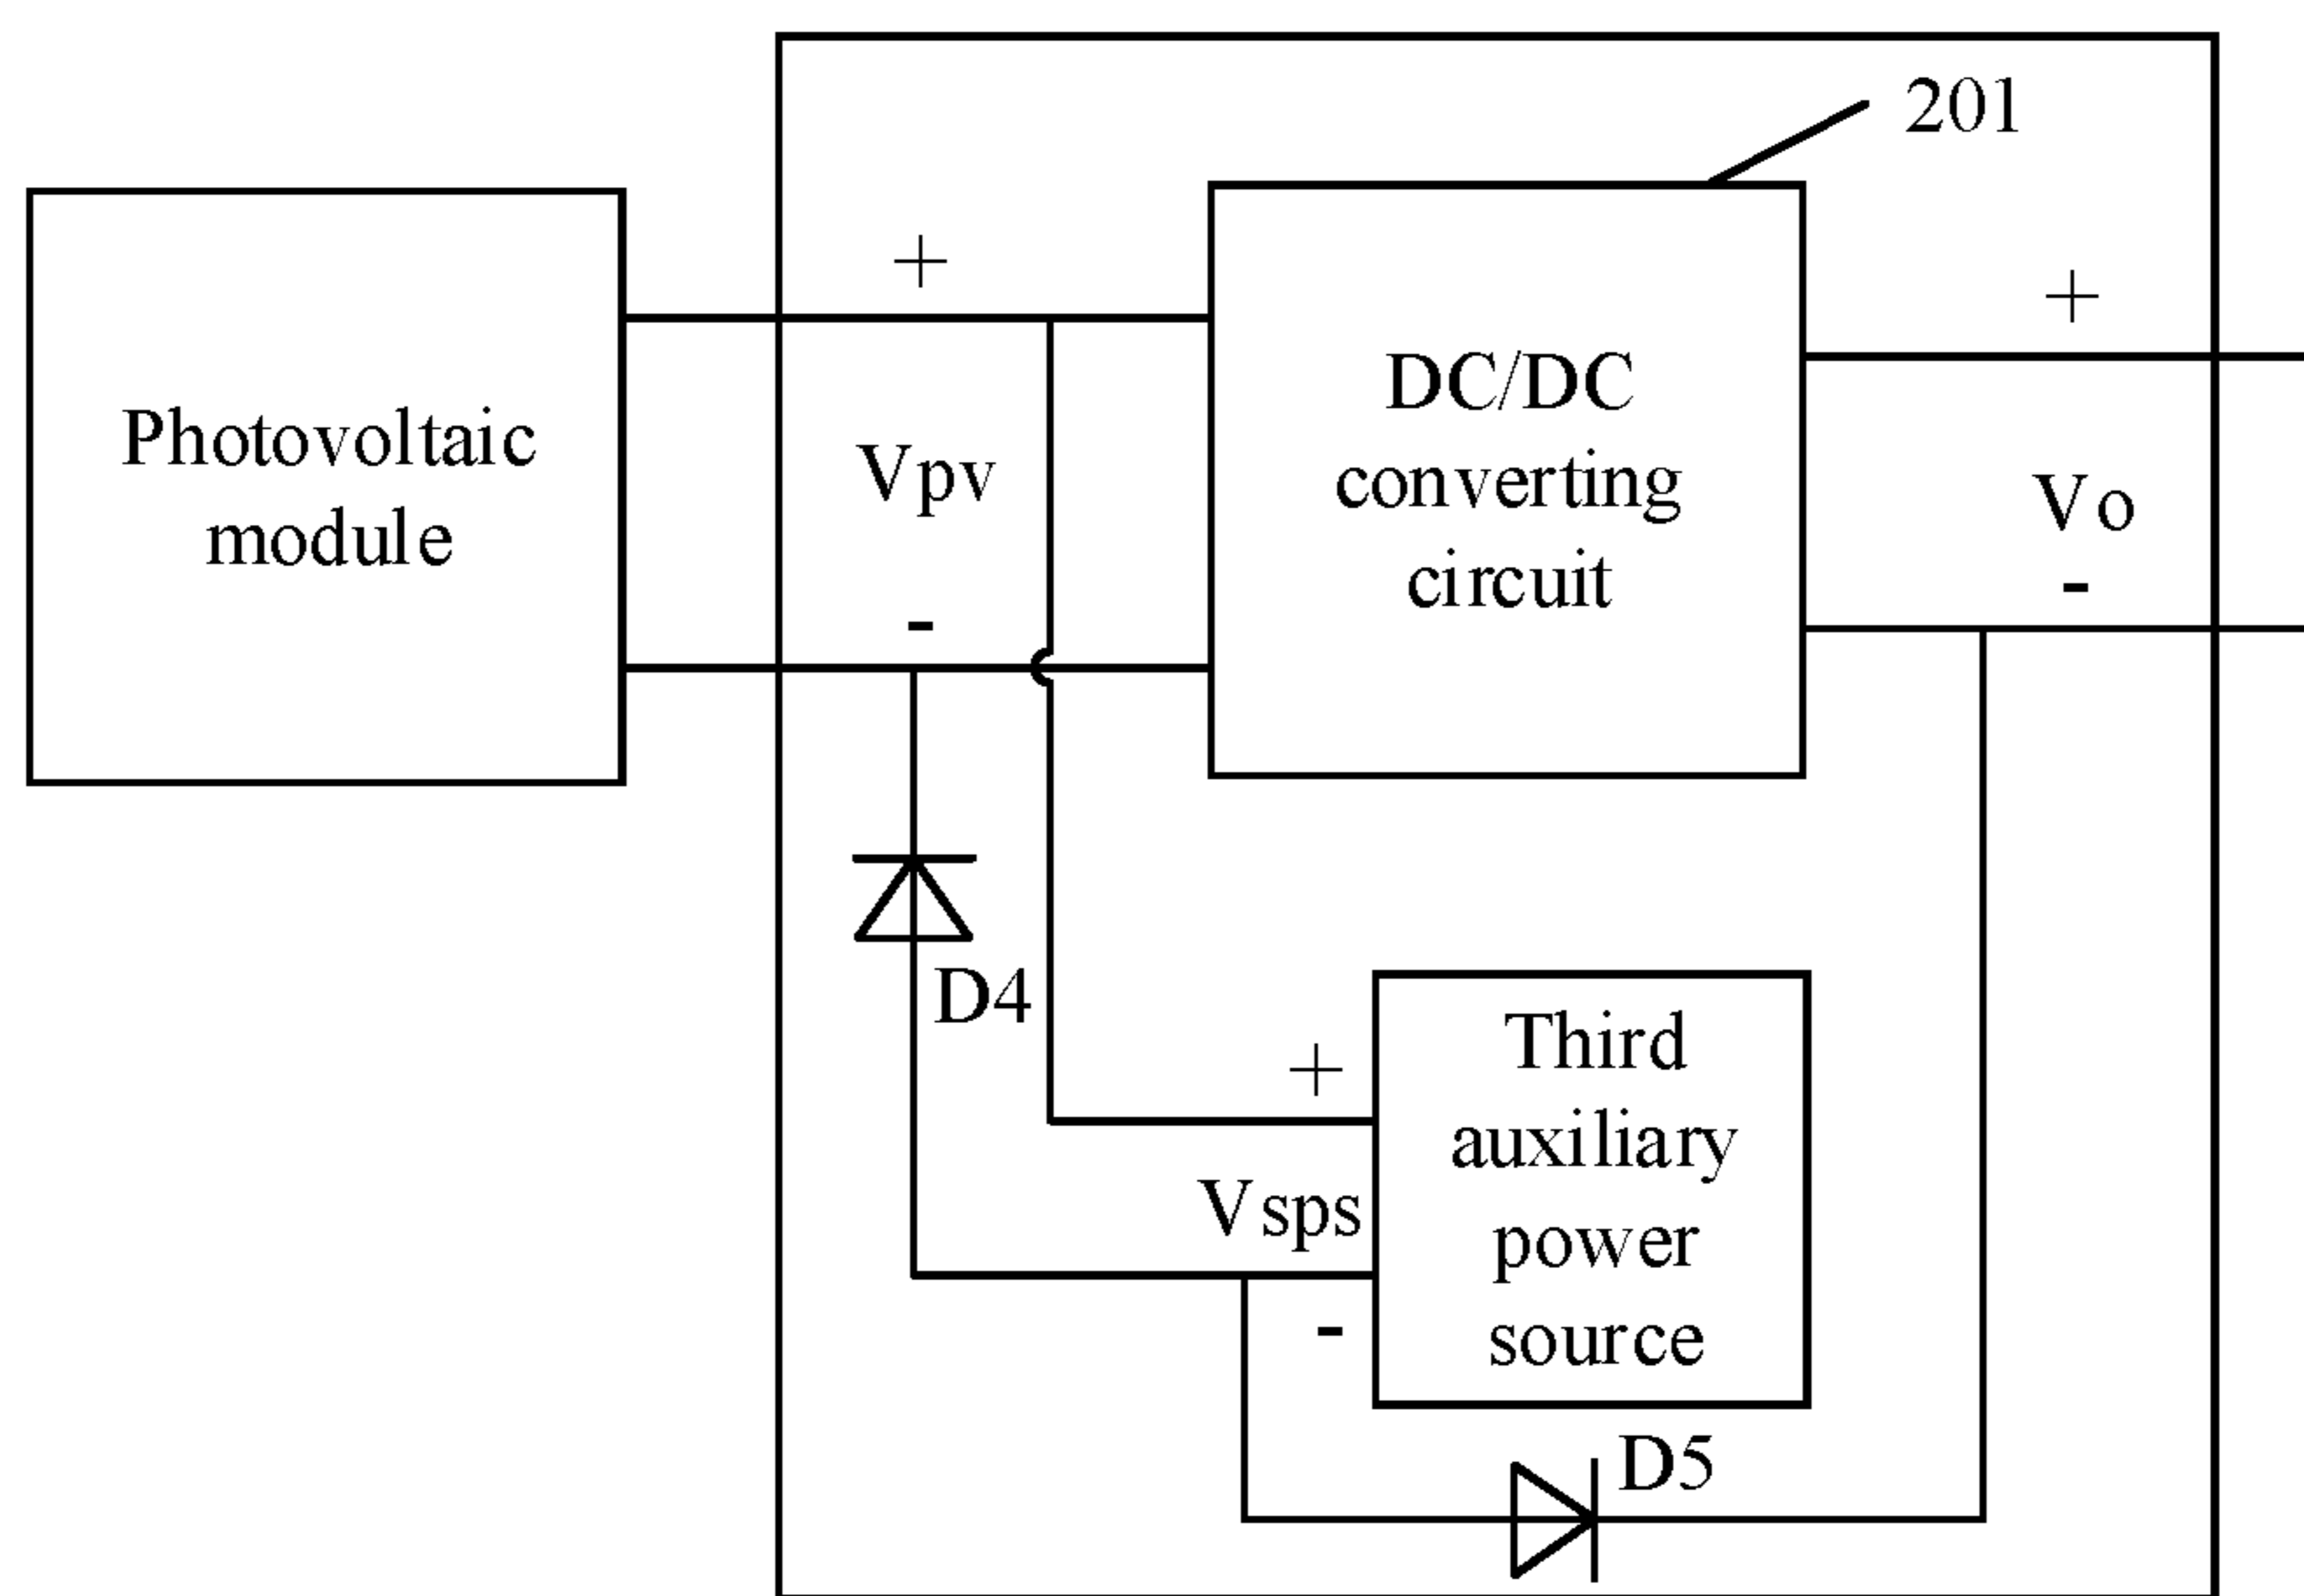 201
+
+
Photovoltaic
module
Vpv
-
DC/DC
converting
circuit
Vo
-
D4
+
Vsps
-
Third
auxiliary
power
source
D5